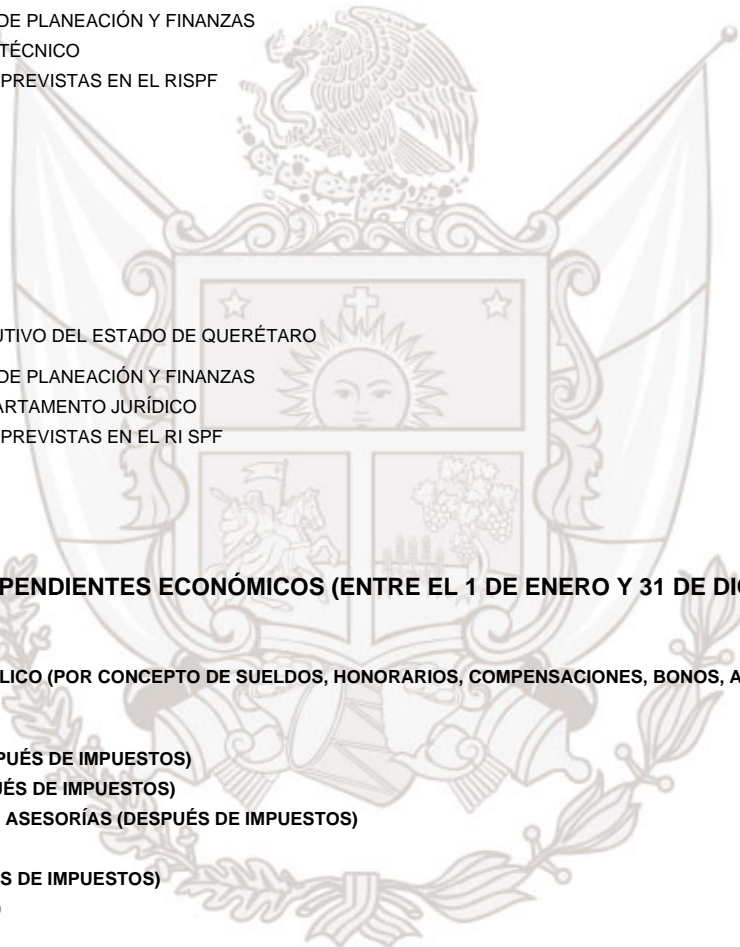 DE PLANEACIÓN Y FINANZAS
TÉCNICO
PREVISTAS EN EL RISPF
UTIVO DEL ESTADO DE QUERÉTARO
DE PLANEACIÓN Y FINANZAS
ARTAMENTO JURÍDICO
PREVISTAS EN EL RI SPF
PENDIENTES ECONÓMICOS (ENTRE EL 1 DE ENERO Y 31 DE DIC
LICO (POR CONCEPTO DE SUELDOS, HONORARIOS, COMPENSACIONES, BONOS, A
PUÉS DE IMPUESTOS)
UÉS DE IMPUESTOS)
ASESORÍAS (DESPUÉS DE IMPUESTOS)
S DE IMPUESTOS)
)